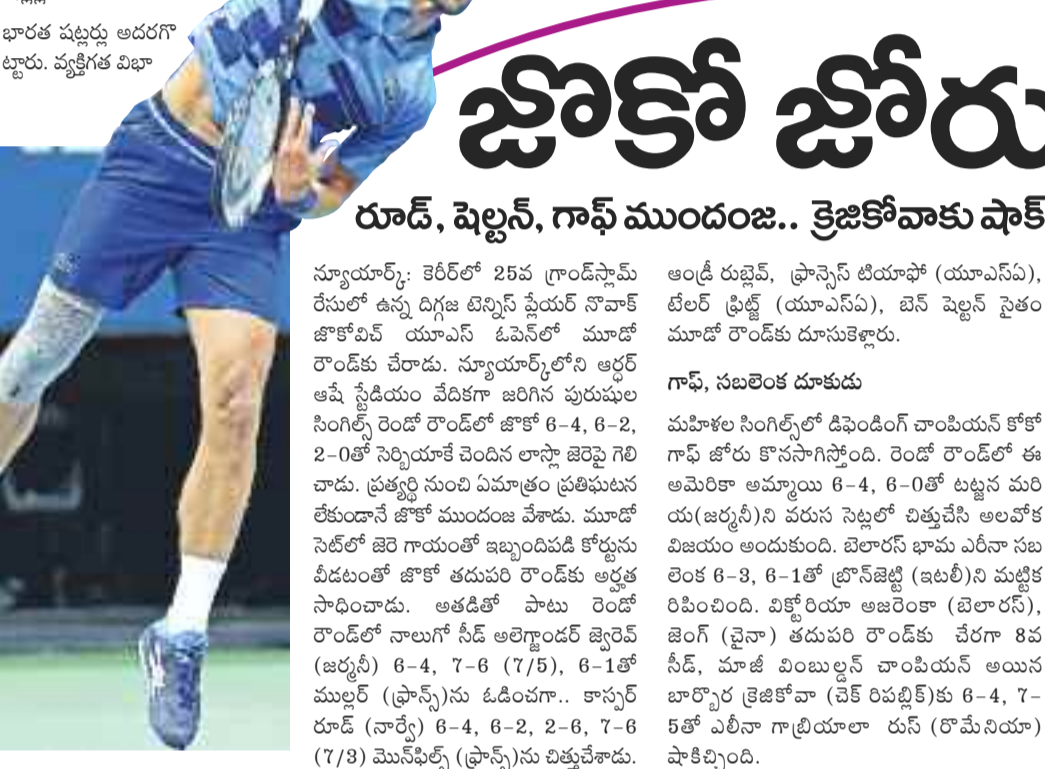 భారత షట్లర్లు అదరగొ
ట్టారు. వ్యక్తిగత విభా
జొకో జోరు
రూడ్, షెల్టన్, గాఫ్ ముందంజ.. క్రెజికోవాకు షాక్
న్యూయార్క్: కెరీర్‌లో 25వ గ్రాండ్‌స్లామ్
రేసులో ఉన్న దిగ్గజ టెన్నిస్ ప్లేయర్ నొవాక్
జొకోవిచ్ యూఎస్ ఓపెన్‌లో మూడో
రౌండ్‌కు చేరాడు. న్యూయార్క్‌లోని ఆర్థర్
ఆషే స్టేడియం వేదికగా జరిగిన పురుషుల
సింగిల్స్ రెండో రౌండ్‌లో జొకో 6-4, 6-2,
2-0తో సెర్బియాకే చెందిన లాస్లొ జెరెపై గెలి
చాడు. ప్రత్యర్థి నుంచి ఏమాత్రం ప్రతిఘటన
లేకుండానే జొకో ముందంజ వేశాడు. మూడో
సెట్‌లో జెరె గాయంతో ఇబ్బందిపడి కోర్టును
వీడటంతో జొకో తదుపరి రౌండ్‌కు అర్హత
సాధించాడు. అతడితో పాటు రెండో
రౌండ్‌లో నాలుగో సీడ్ అలెగ్జాండర్ జ్వెరెవ్
(జర్మనీ) 6-4, 7-6 (7/5), 6-1తో
ముల్లర్ (ఫ్రాన్స్)ను ఓడించగా.. కాస్పర్
రూడ్ (నార్వే) 6-4, 6-2, 2-6, 7-6
(7/3) మొన్‌ఫిల్స్ (ఫ్రాన్స్)ను చిత్తుచేశాడు.
ఆండ్రీ రుబ్లెవ్, ఫ్రాన్సెస్ టియాఫో (యూఎస్ఏ),
టేలర్ ఫ్రిట్జ్ (యూఎస్ఏ), బెన్ షెల్టన్ సైతం
మూడో రౌండ్‌కు దూసుకెళ్లారు.
గాఫ్, సబలెంక దూకుడు
మహిళల సింగిల్స్‌లో డిఫెండింగ్ చాంపియన్ కోకో
గాఫ్ జోరు కొనసాగిస్తోంది. రెండో రౌండ్‌లో ఈ
అమెరికా అమ్మాయి 6-4, 6-0తో టట్జన మరి
య(జర్మనీ)ని వరుస సెట్లలో చిత్తుచేసి అలవోక
విజయం అందుకుంది. బెలారస్ భామ ఎరీనా సబ
లెంక 6-3, 6-1తో బ్రొన్‌జెట్టి (ఇటలీ)ని మట్టిక
రిపించింది. విక్టోరియా అజరెంకా (బెలారస్),
జెంగ్ (చైనా) తదుపరి రౌండ్‌కు చేరగా 8వ
సీడ్, మాజీ వింబుల్డన్ చాంపియన్ అయిన
బార్బొర క్రెజికోవా (చెక్ రిపబ్లిక్)కు 6-4, 7-
5తో ఎలీనా గాబ్రియాలా రుస్ (రొమేనియా)
షాకిచ్చింది.